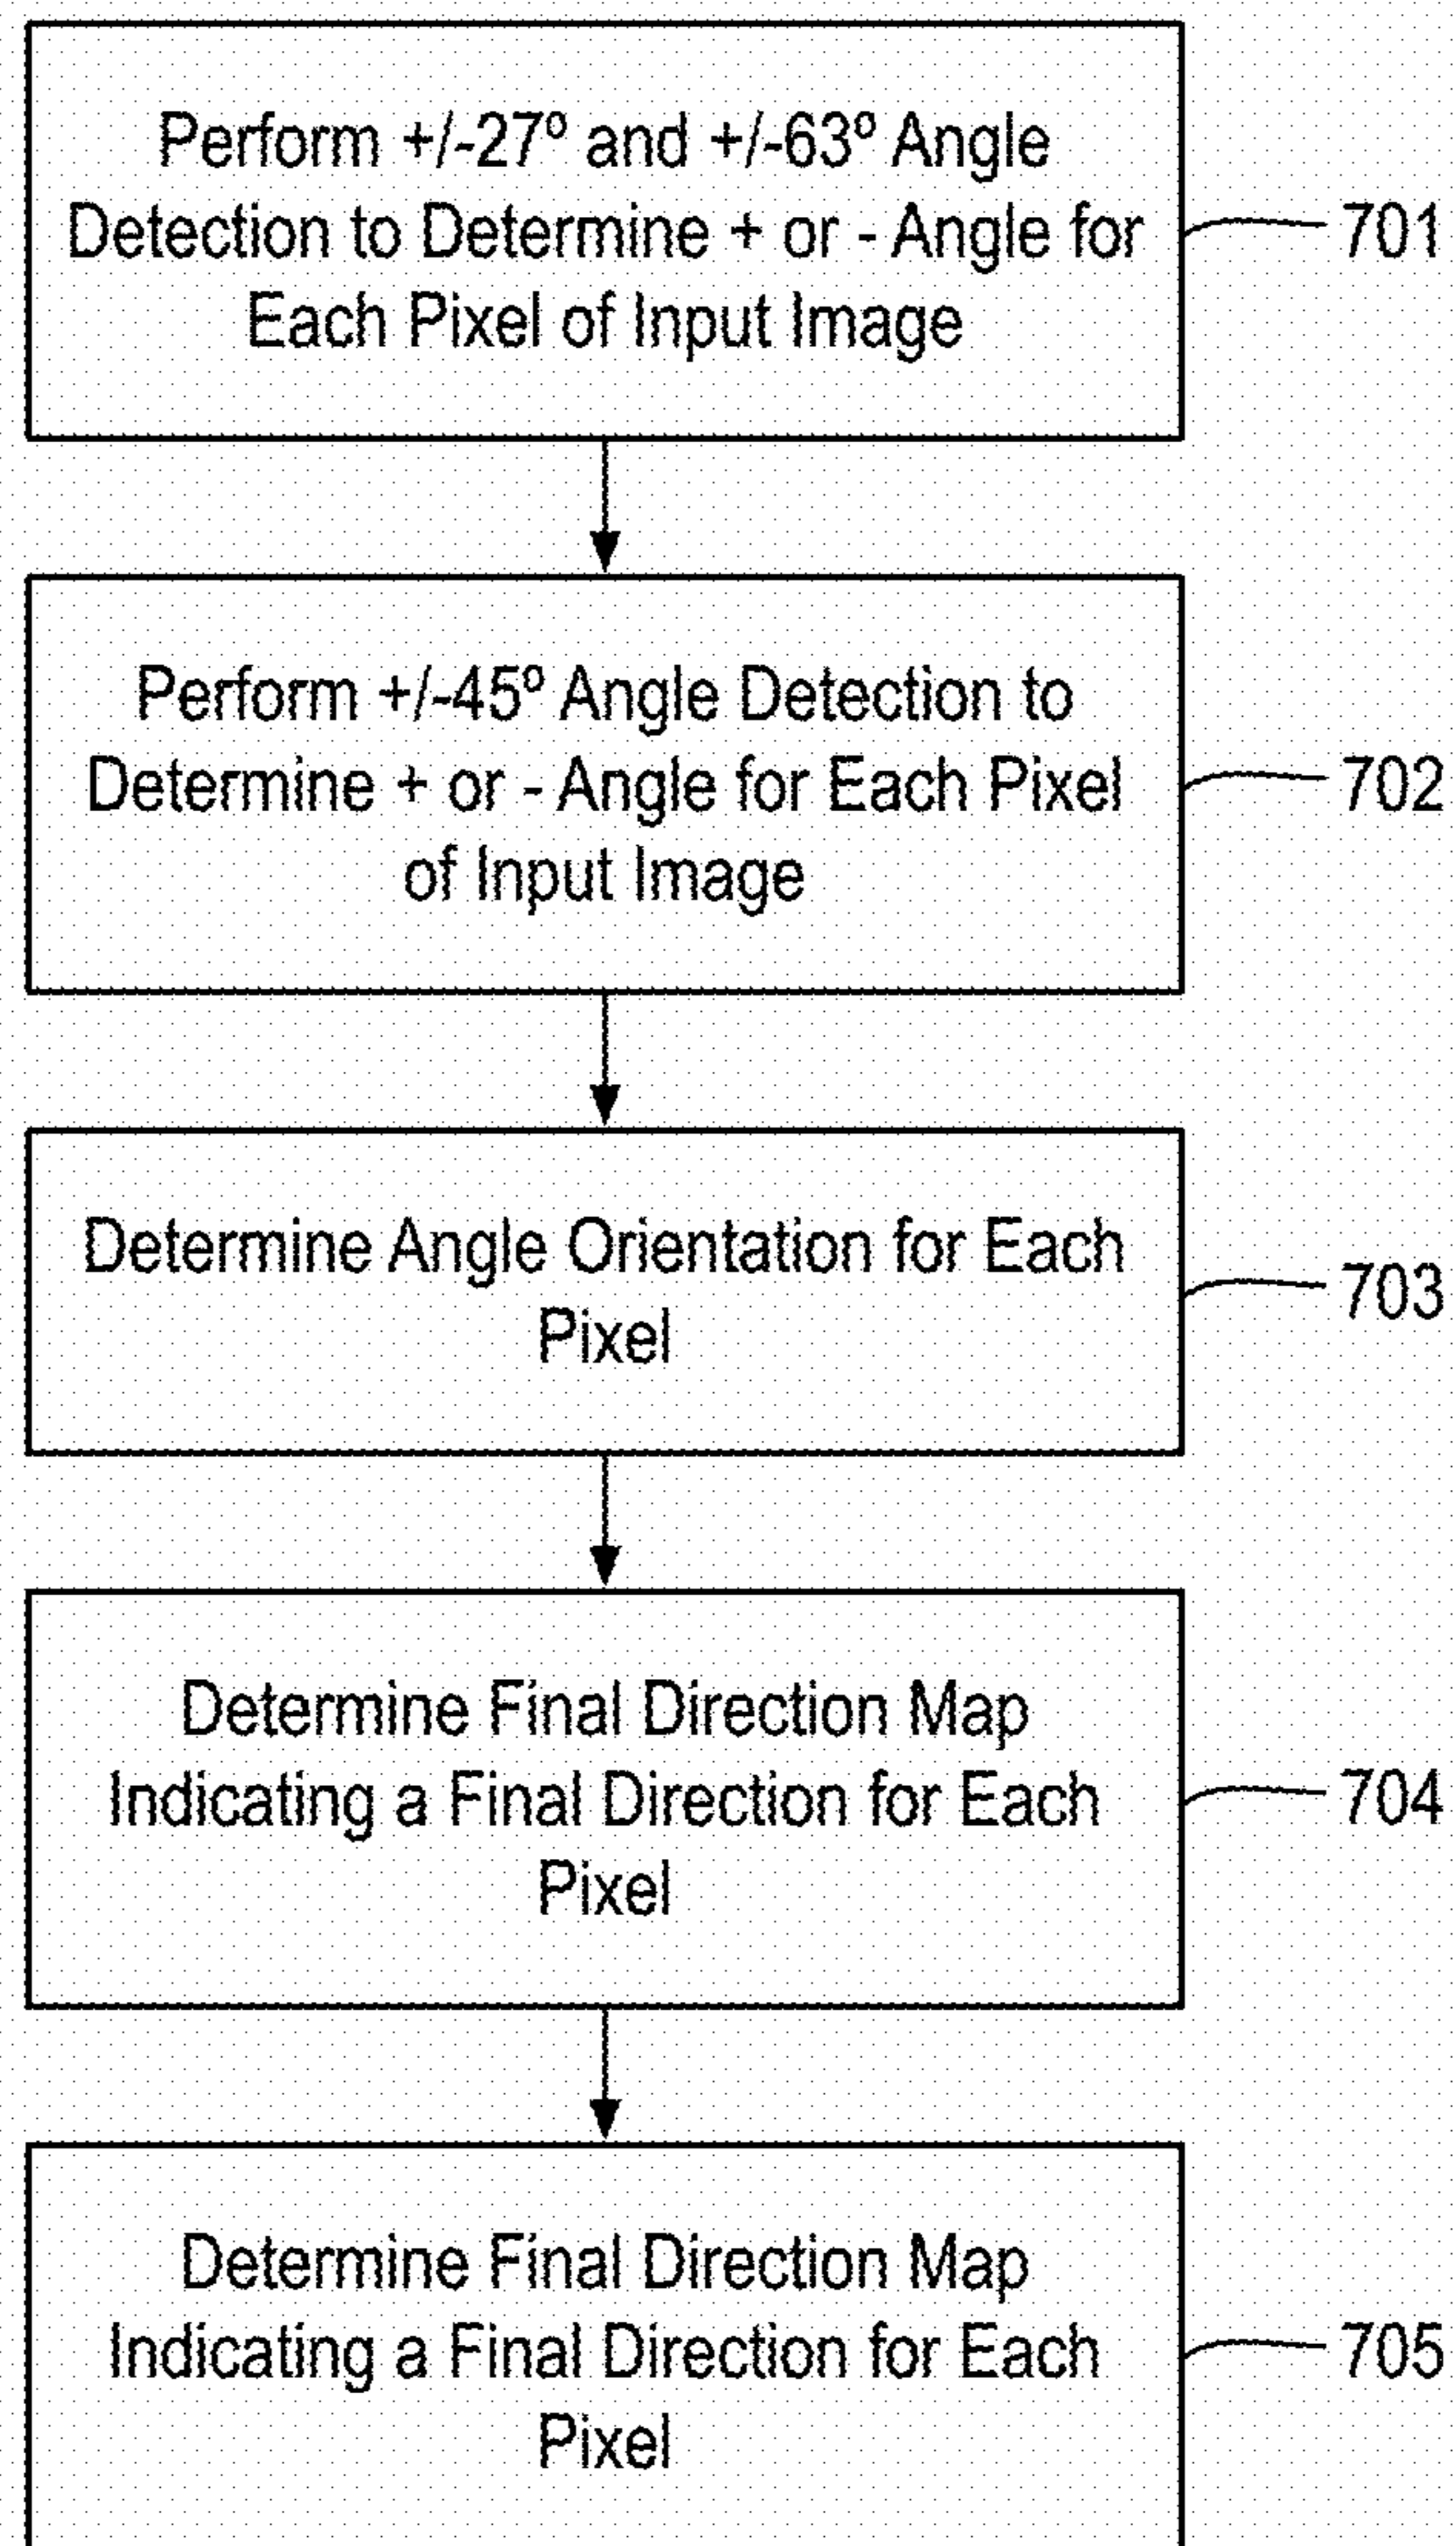 Perform +/-27º and +/-63º Angle
Detection to Determine + or - Angle for
Each Pixel of Input Image
701
Perform +/-45º Angle Detection to
Determine + or - Angle for Each Pixel
of Input Image
702
Determine Angle Orientation for Each
Pixel
703
Determine Final Direction Map
Indicating a Final Direction for Each
Pixel
704
Determine Final Direction Map
Indicating a Final Direction for Each
Pixel
705